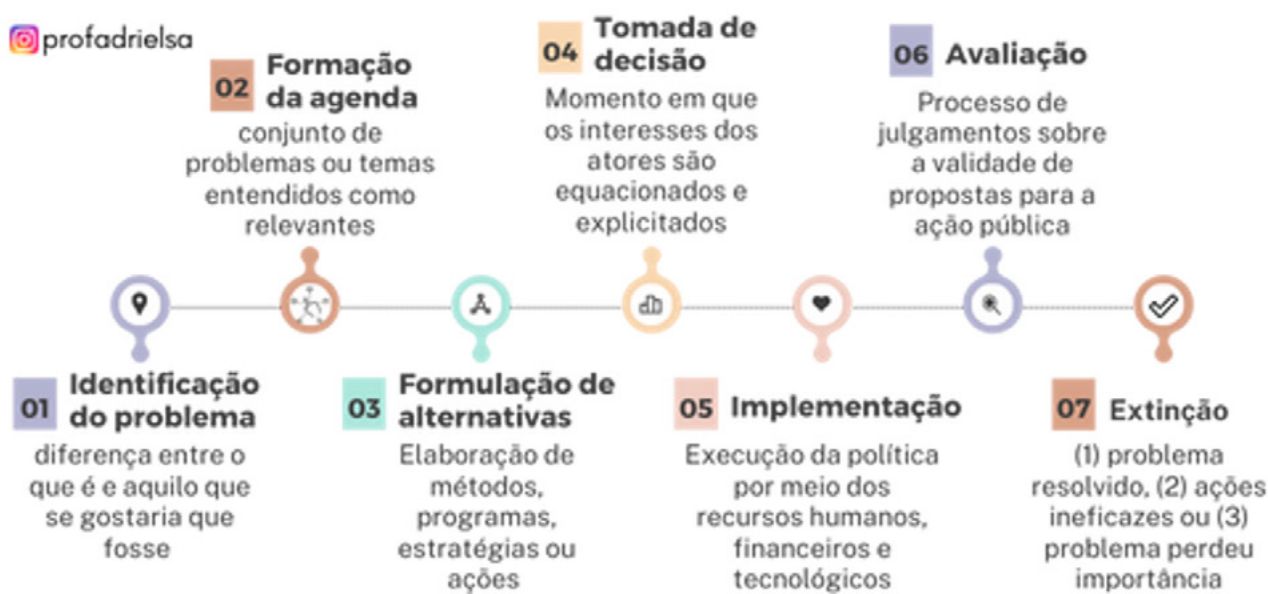 profadrielsa
01
Identificação
do problema
diferença entre o
que é e aquilo que
se gostaria que
fosse
02
Formação
da agenda
conjunto de
problemas ou temas
entendidos como
relevantes
03
Formulação de
alternativas
Elaboração de
métodos,
programas,
estratégias ou
ações
04
Tomada de
decisão
Momento em que
os interesses dos
atores são
equacionados e
explicitados
05
Implementação
Execução da política
por meio dos
recursos humanos,
financeiros e
tecnológicos
06
Avaliação
Processo de
julgamentos sobre
a validade de
propostas para a
ação pública
07
Extinção
(1) problema
resolvido, (2) ações
ineficazes ou (3)
problema perdeu
importância